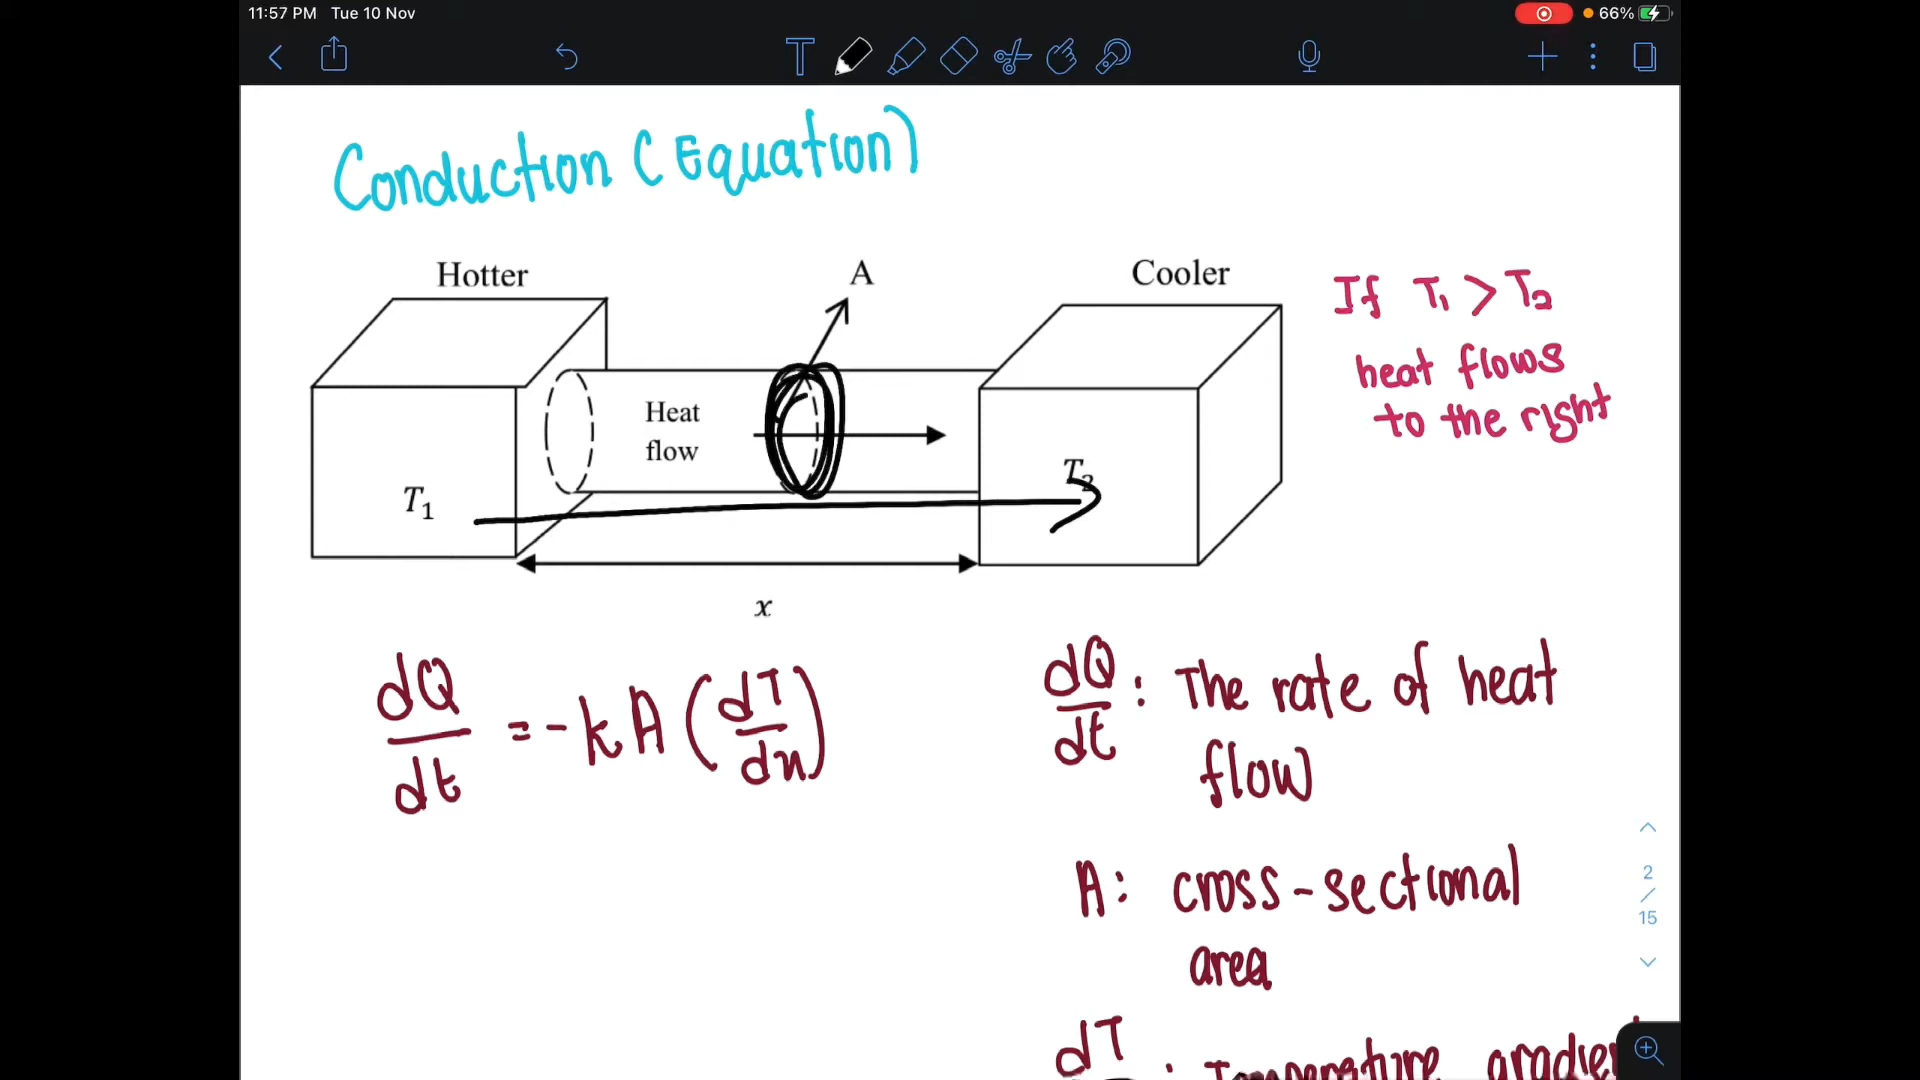 11:57 PM Tue 10 Nov
66%
Conduction (Equation)
Hotter
A
Cooler
If T₁ > T₂
heat flows
to the right
Heat
flow
T₁
T₂
x
dQ/dt = -kA (dT/dx)
dQ/dt : The rate of heat
flow
A: cross-sectional
area
2
/
15
dT
: Temperature